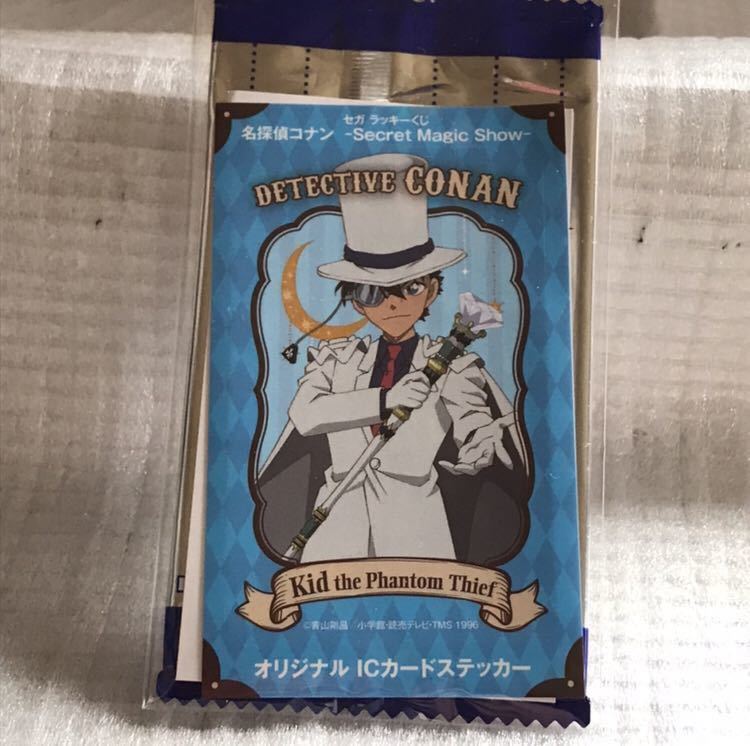 セガ ラッキーくじ
名探偵コナン -Secret Magic Show-
DETECTIVE CONAN
Kid the Phantom Thief
©青山剛昌 小学館・読売テレビ・TMS 1996
オリジナル ICカードステッカー